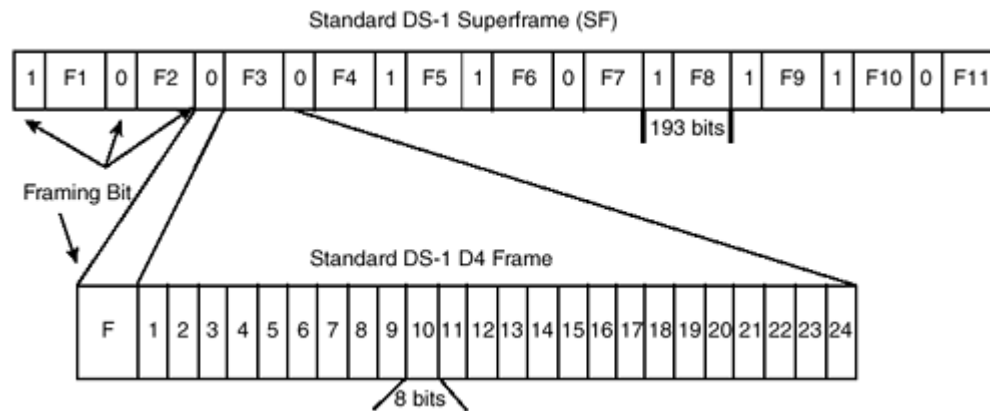 Standard DS-1 Superframe (SF)
1 F1 0 F2 0 F3 0 F4 1 F5 1 F6 0 F7 1 F8 1 F9 1 F10 0 F11
193 bits
Framing Bit
Standard DS-1 D4 Frame
F 1 2 3 4 5 6 7 8 9 10 11 12 13 14 15 16 17 18 19 20 21 22 23 24
8 bits